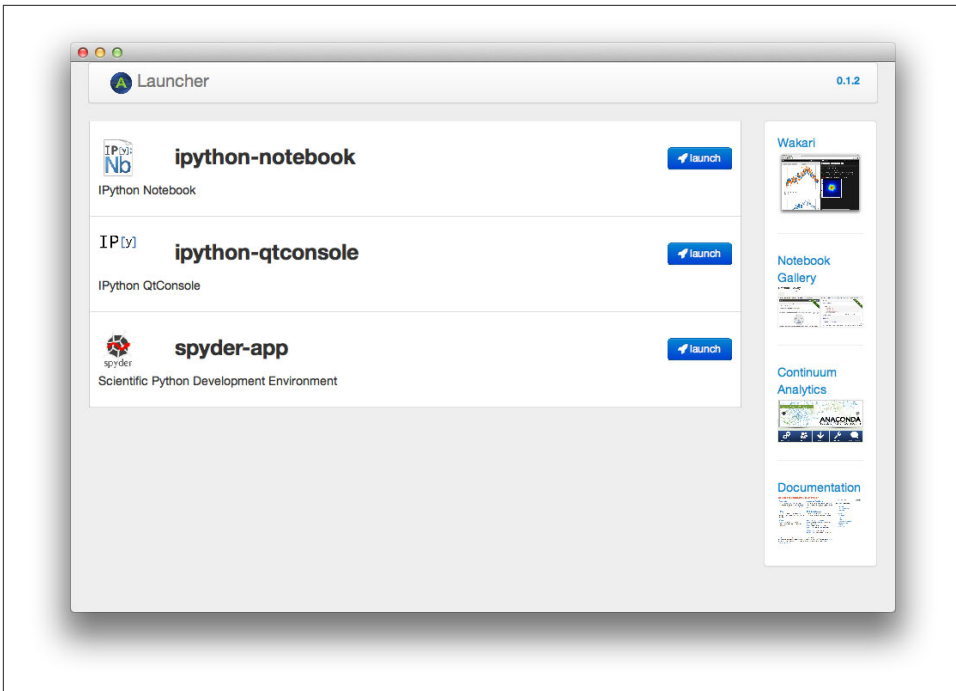 A Launcher
0.1.2
IP[y]:
Nb
ipython-notebook
launch
IPython Notebook
IP[y]
ipython-qtconsole
launch
IPython QtConsole
spyder
spyder-app
launch
Scientific Python Development Environment
Wakari
Notebook
Gallery
Continuum
Analytics
ANACONDA
Documentation